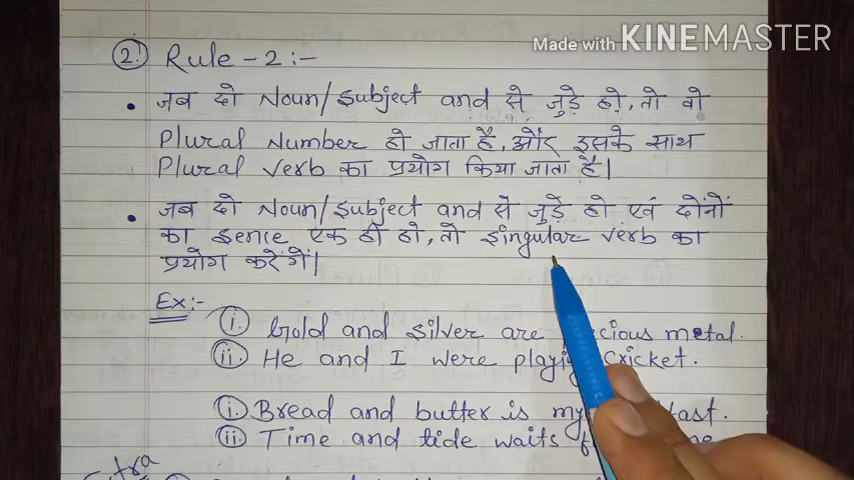 Made with KINEMASTER
2. Rule-2:-
• जब दो Noun/Subject and से जुड़े हो, तो वो
Plural Number हो जाता है, और इसके साथ
Plural verb का प्रयोग किया जाता है।
• जब दो Noun/Subject and से जुड़े हो एवं दोंनों
का sence एक ही हो, तो singular verb का
प्रयोग करेंगें।
Ex:-
i. Gold and silver are metal.
ii. He and I were playing Cricket.
i. Bread and butter is my
ii. Time and tide waits